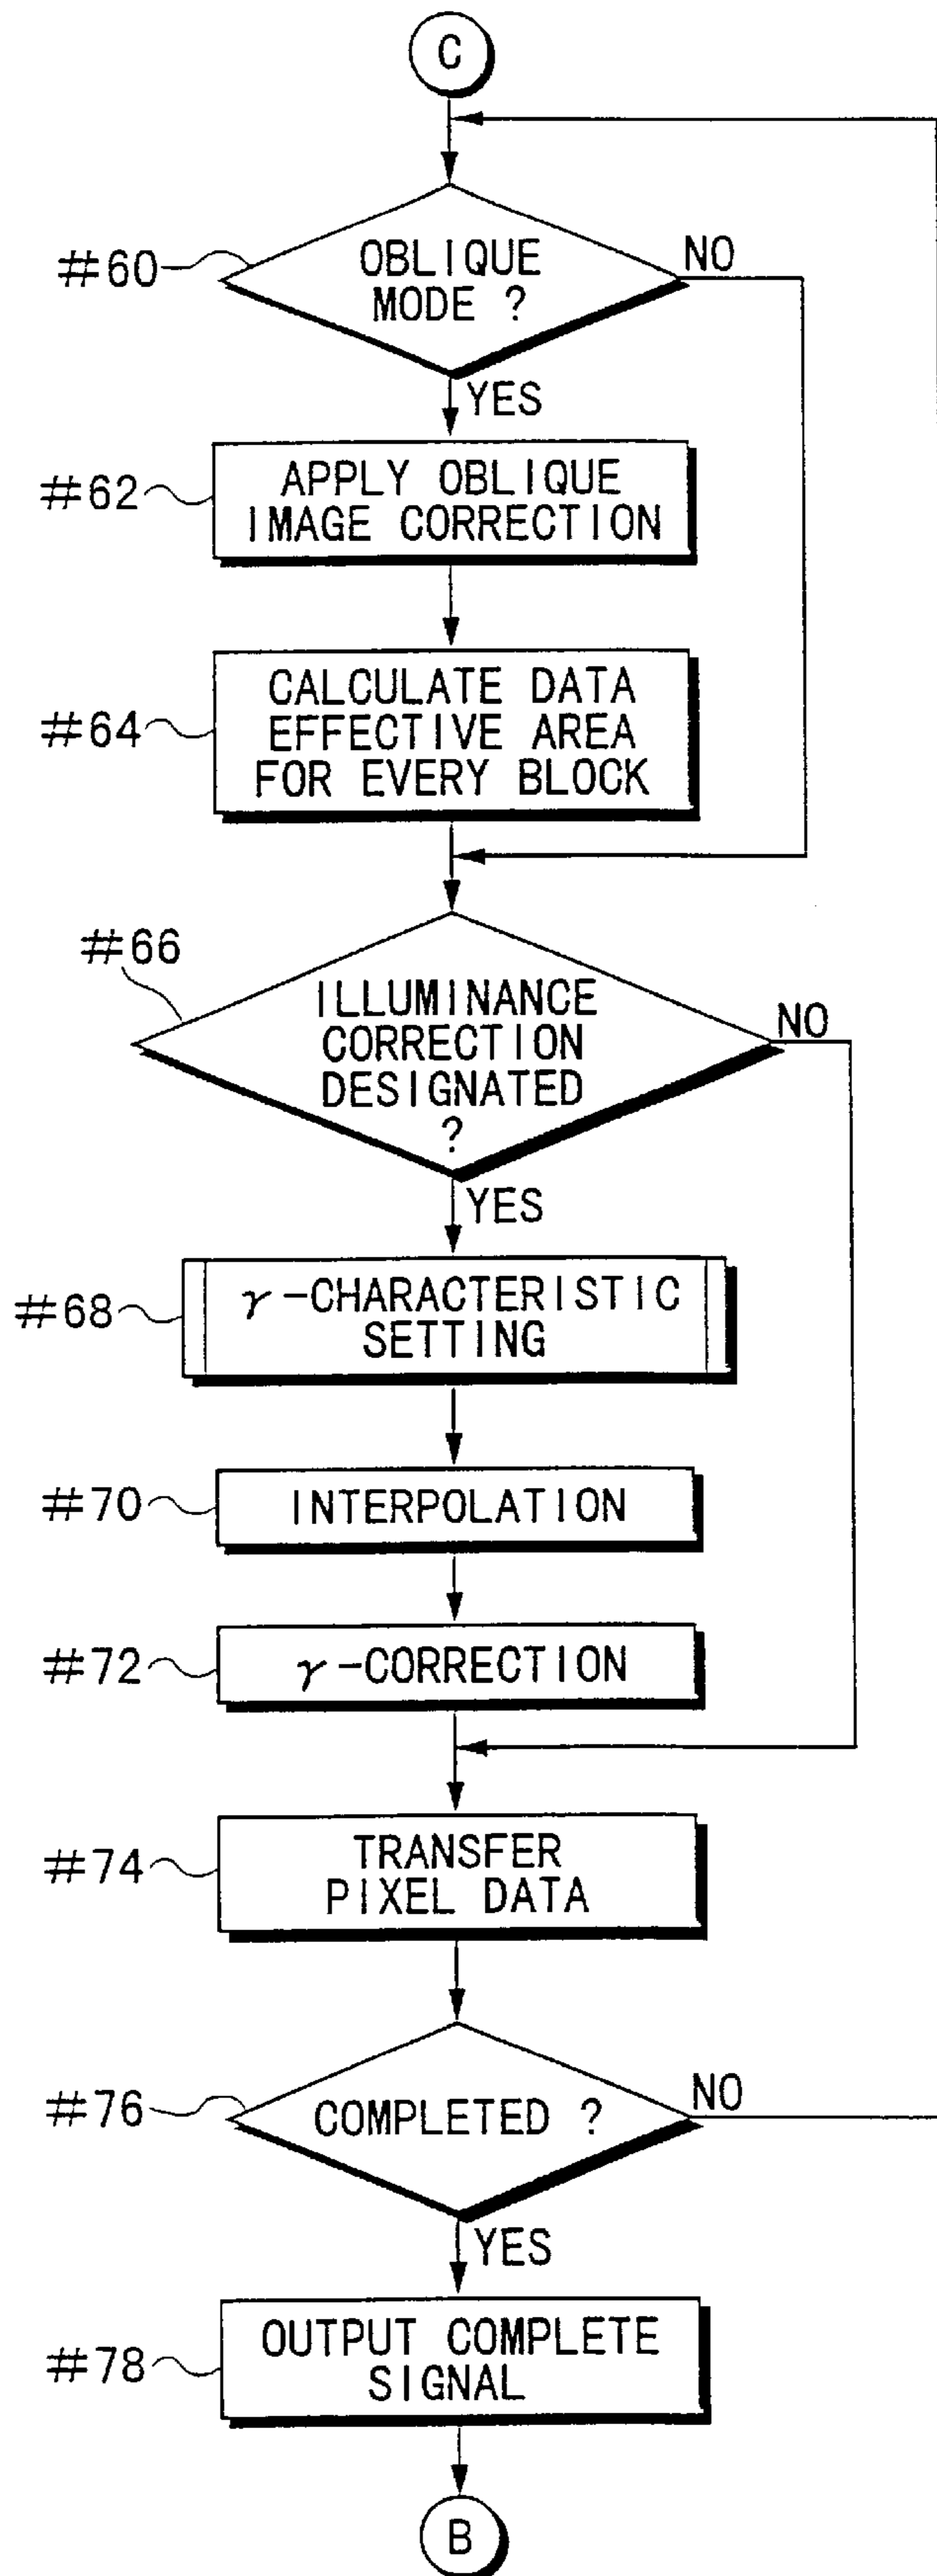 C
#60
OBLIQUE
MODE ?
NO
YES
#62
APPLY OBLIQUE
IMAGE CORRECTION
#64
CALCULATE DATA
EFFECTIVE AREA
FOR EVERY BLOCK
#66
ILLUMINANCE
CORRECTION
DESIGNATED
?
NO
YES
#68
γ-CHARACTERISTIC
SETTING
#70
INTERPOLATION
#72
γ-CORRECTION
#74
TRANSFER
PIXEL DATA
#76
COMPLETED ?
NO
YES
#78
OUTPUT COMPLETE
SIGNAL
B